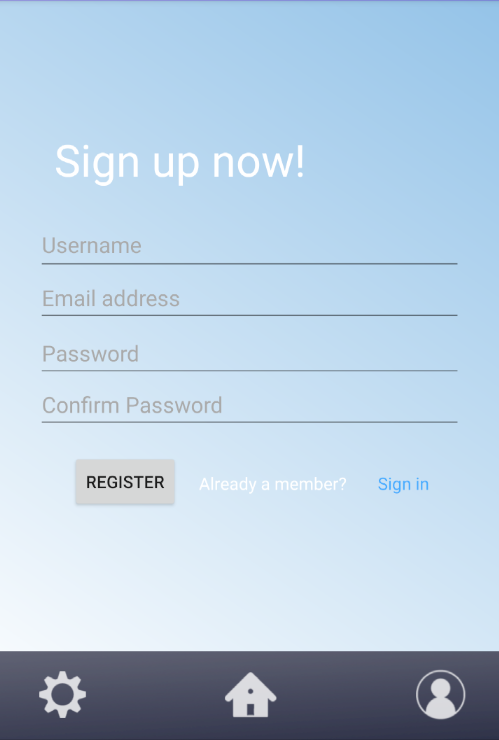 Sign up now!
Username
Email address
Password
Confirm Password
REGISTER Already a member? Sign in